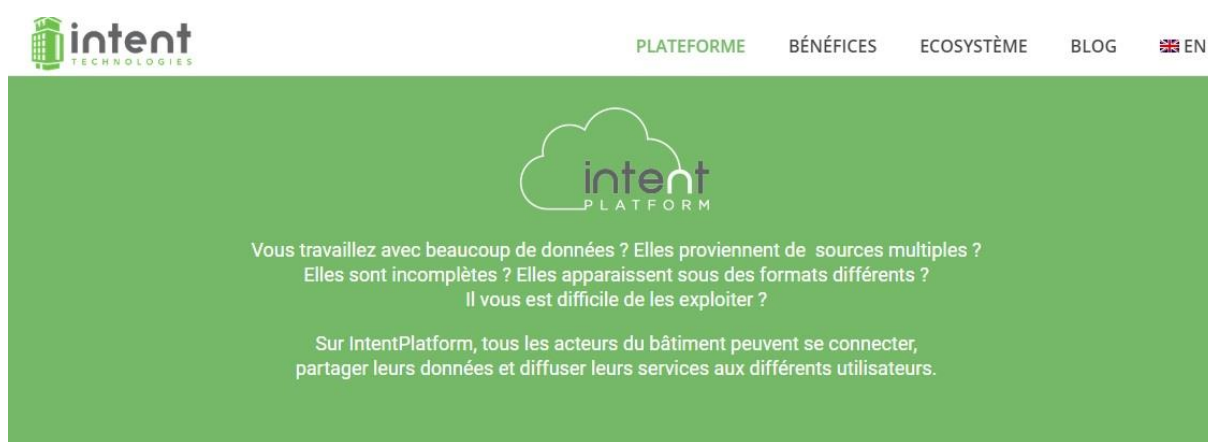 intent
TECHNOLOGIES
PLATEFORME BÉNÉFICES ECOSYSTÈME BLOG EN
intent
PLATFORM
Vous travaillez avec beaucoup de données ? Elles proviennent de sources multiples ?
Elles sont incomplètes ? Elles apparaissent sous des formats différents ?
Il vous est difficile de les exploiter ?
Sur IntentPlatform, tous les acteurs du bâtiment peuvent se connecter,
partager leurs données et diffuser leurs services aux différents utilisateurs.